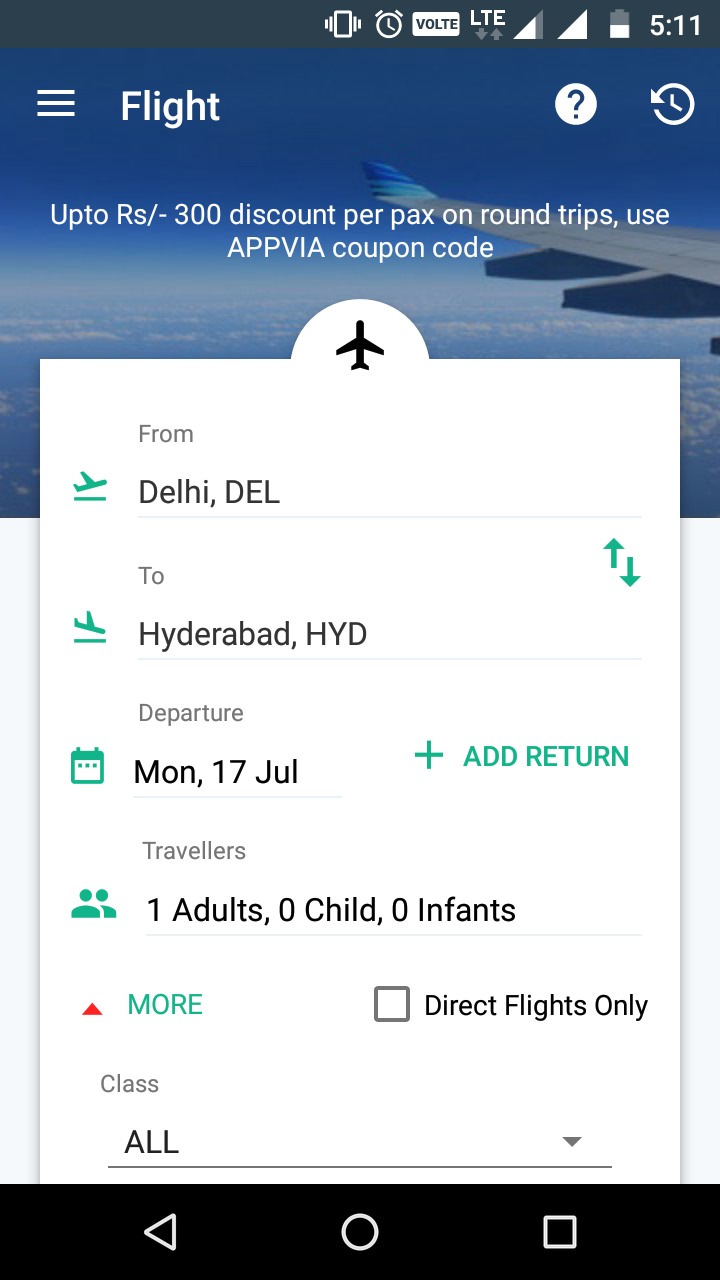 VOLTE LTE 5:11
Flight
Upto Rs/- 300 discount per pax on round trips, use
APPVIA coupon code
From
Delhi, DEL
To
Hyderabad, HYD
Departure
Mon, 17 Jul
ADD RETURN
Travellers
1 Adults, 0 Child, 0 Infants
MORE
Direct Flights Only
Class
ALL